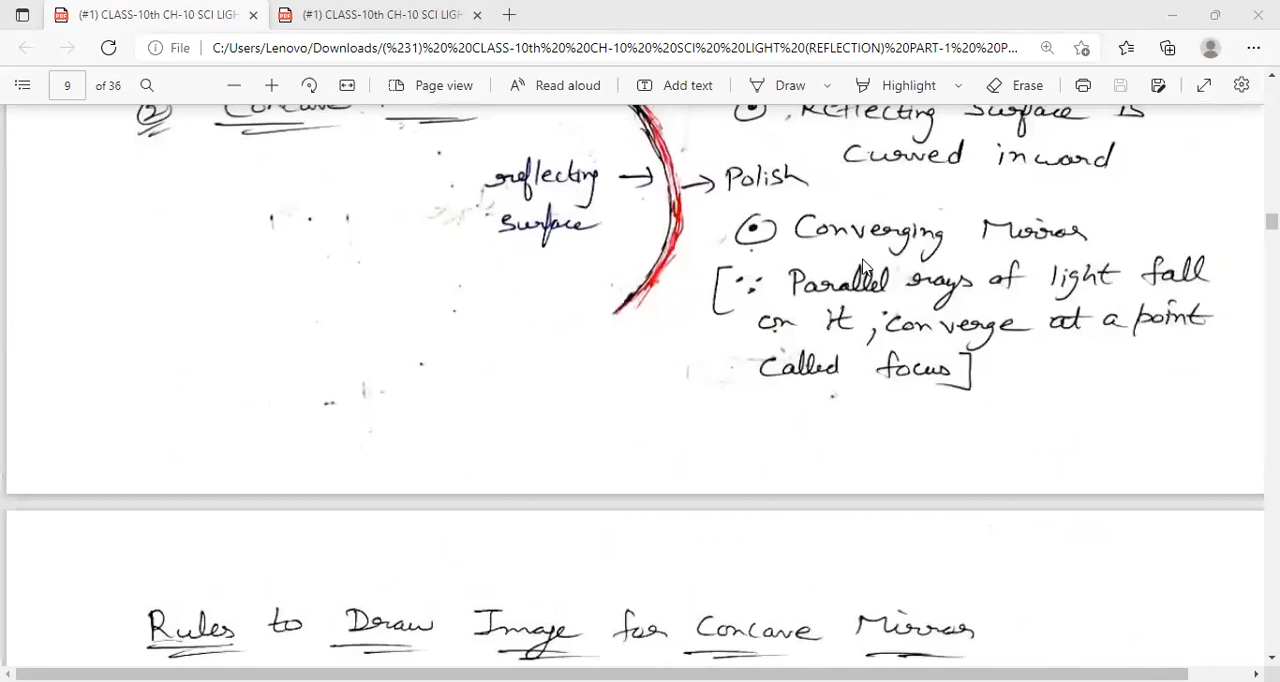 (#1) CLASS-10th CH-10 SCI LIGH
(#1) CLASS-10th CH-10 SCI LIGH
File
C:/Users/Lenovo/Downloads/(%231)%20%20CLASS-10th%20%20CH-10%20%20SCI%20%20LIGHT%20(REFLECTION)%20PART-1%20%20P...
9 of 36
Page view
Read aloud
Add text
Draw
Highlight
Erase
(2) Concave
Reflecting Surface is
Curved inward
reflecting
surface
Polish
Converging Mirror
[∵ Parallel rays of light fall
on it, converge at a point
Called focus]
Rules to Draw Image for Concave Mirror